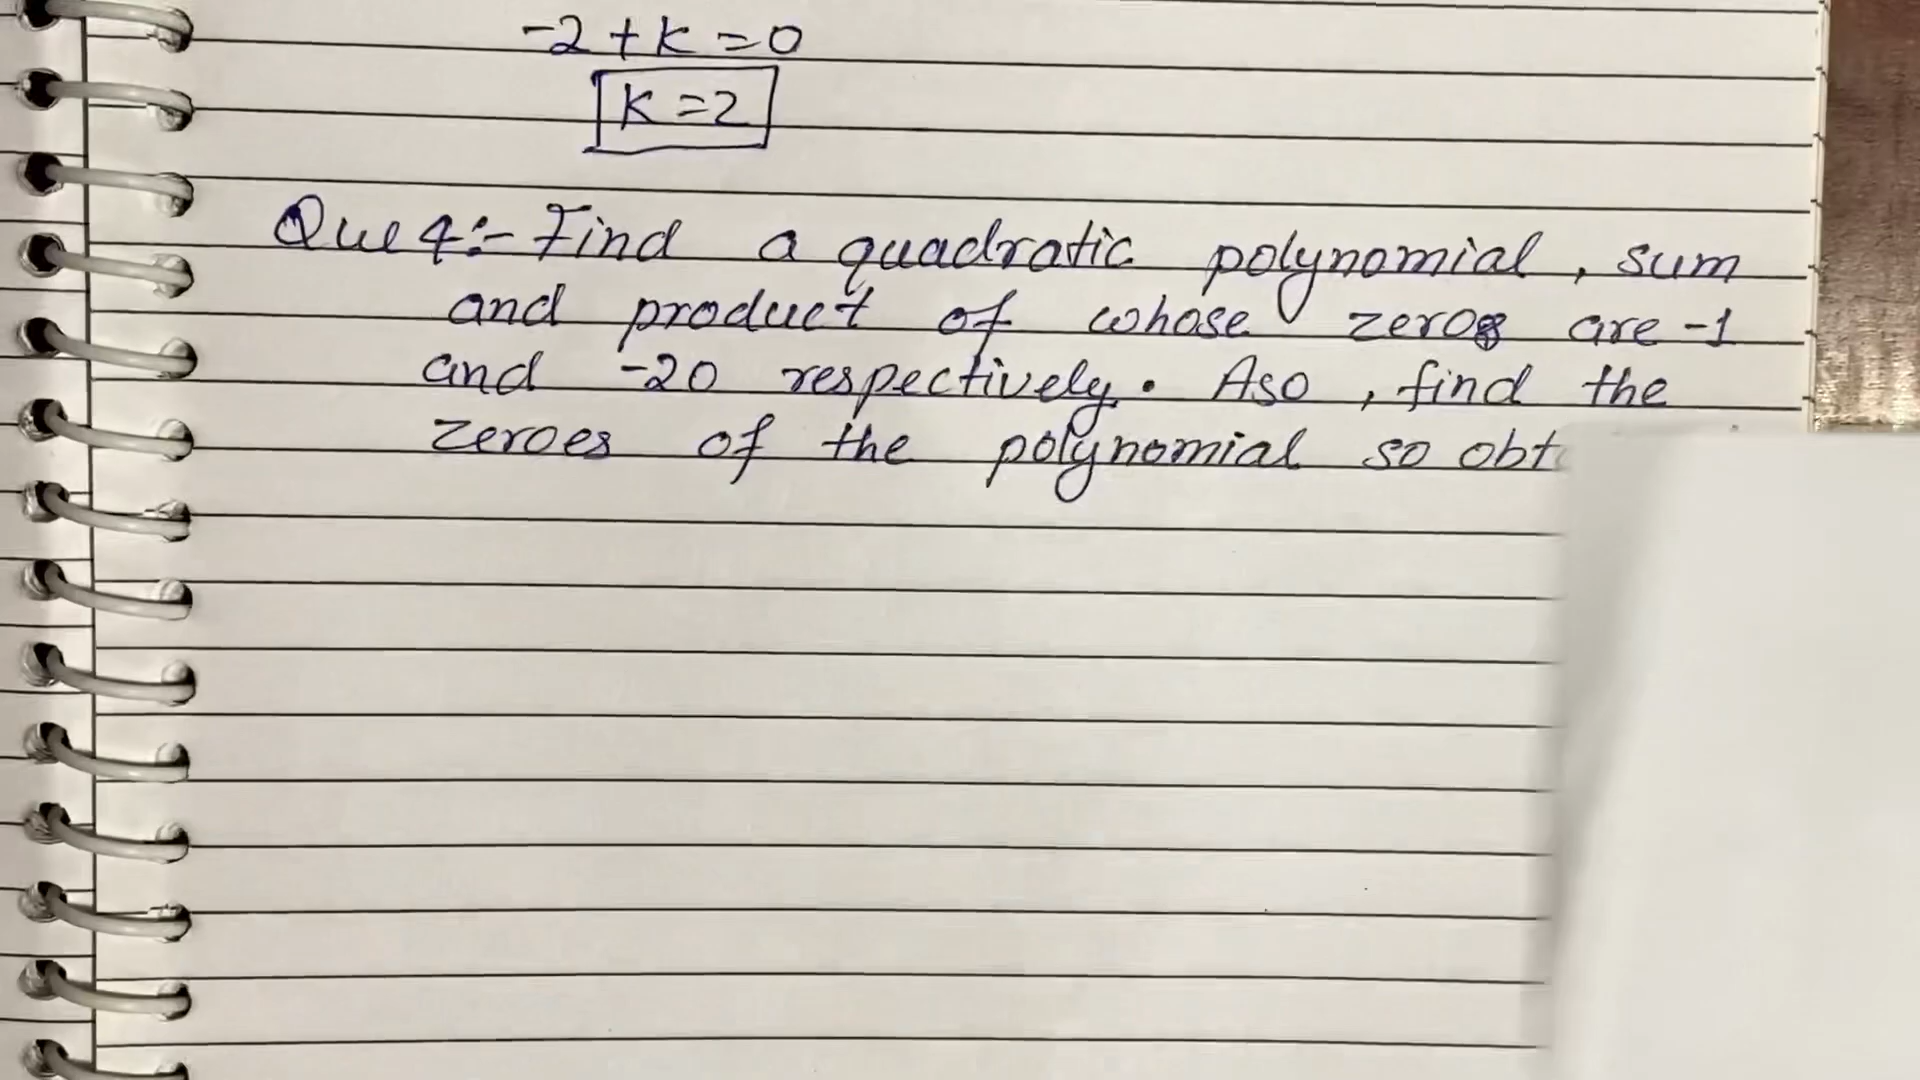 -2+k=0
k=2
Que 4:- Find a quadratic polynomial, sum
and product of whose zeros are -1
and -20 respectively. Aso, find the
zeroes of the polynomial so